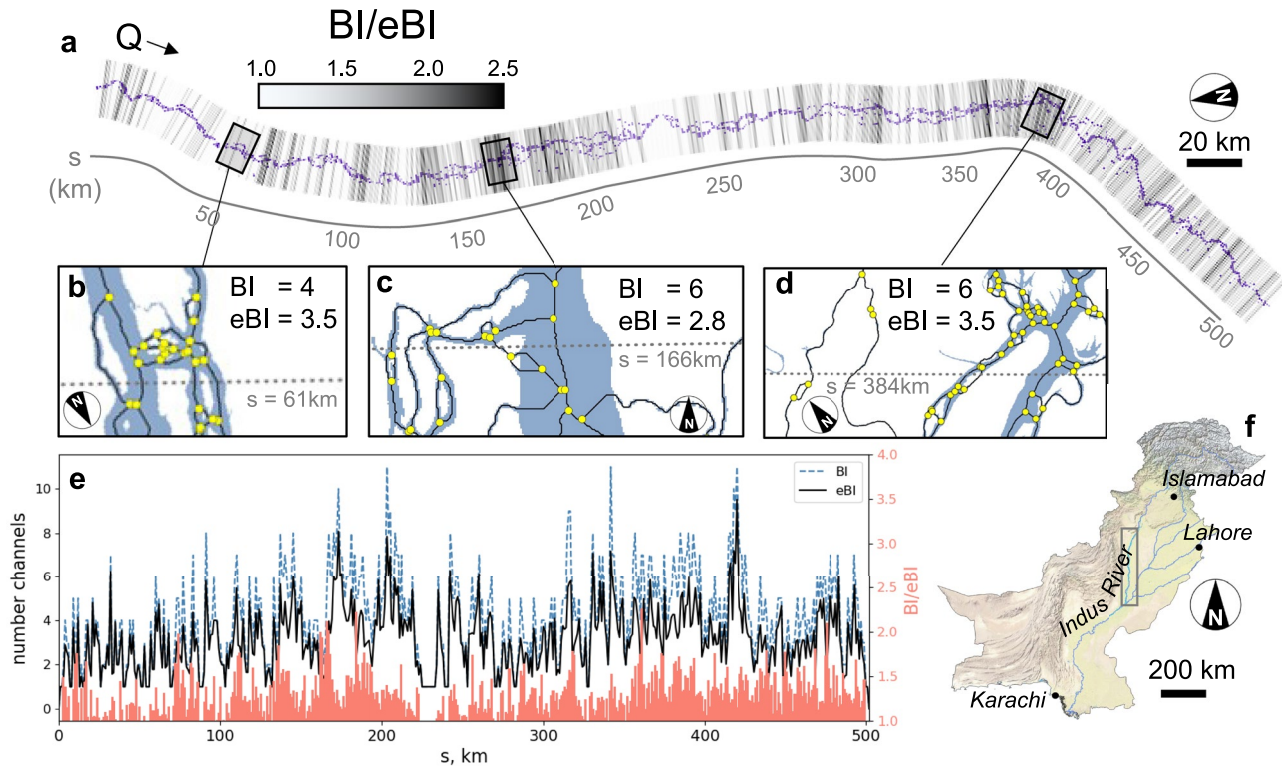 a
Q
BI/eBI
1.0 1.5 2.0 2.5
N
20 km
s
(km)
50
100
150
200
250
300
350
400
450
500
b
BI = 4
eBI = 3.5
s = 61km
N
c
BI = 6
eBI = 2.8
s = 166km
N
d
BI = 6
eBI = 3.5
s = 384km
N
e
BI
eBI
number channels
10
8
6
4
2
0
4.0
3.5
3.0
2.5
2.0
1.5
1.0
BI/eBI
0 100 200 300 400 500
s, km
f
Islamabad
Lahore
Indus River
N
Karachi
200 km